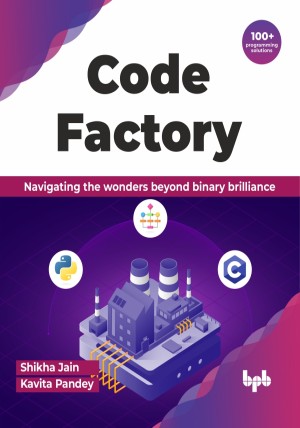 100+
programming
solutions
Code
Factory
Navigating the wonders beyond binary brilliance
C
Shikha Jain
Kavita Pandey
bpb